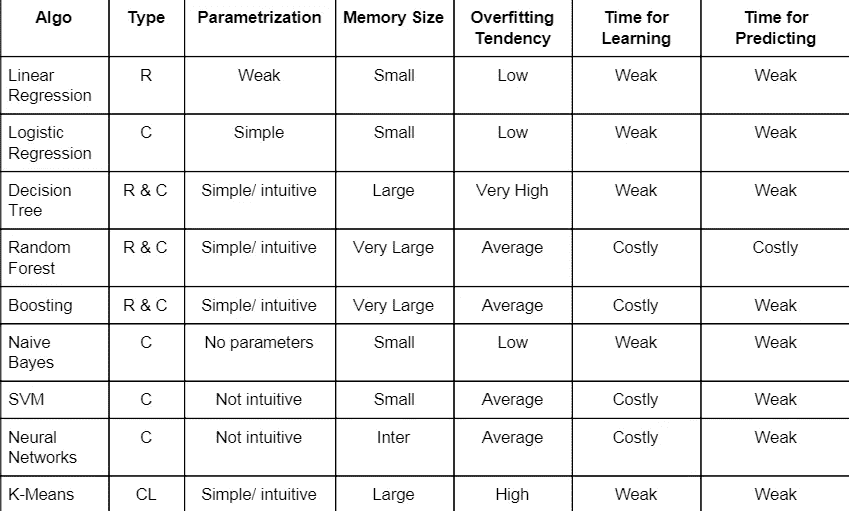 Algo Type Parametrization Memory Size Overfitting Tendency Time for Learning Time for Predicting
Linear Regression R Weak Small Low Weak Weak
Logistic Regression C Simple Small Low Weak Weak
Decision Tree R & C Simple/ intuitive Large Very High Weak Weak
Random Forest R & C Simple/ intuitive Very Large Average Costly Costly
Boosting R & C Simple/ intuitive Very Large Average Costly Weak
Naive Bayes C No parameters Small Low Weak Weak
SVM C Not intuitive Small Average Costly Weak
Neural Networks C Not intuitive Inter Average Costly Weak
K-Means CL Simple/ intuitive Large High Weak Weak